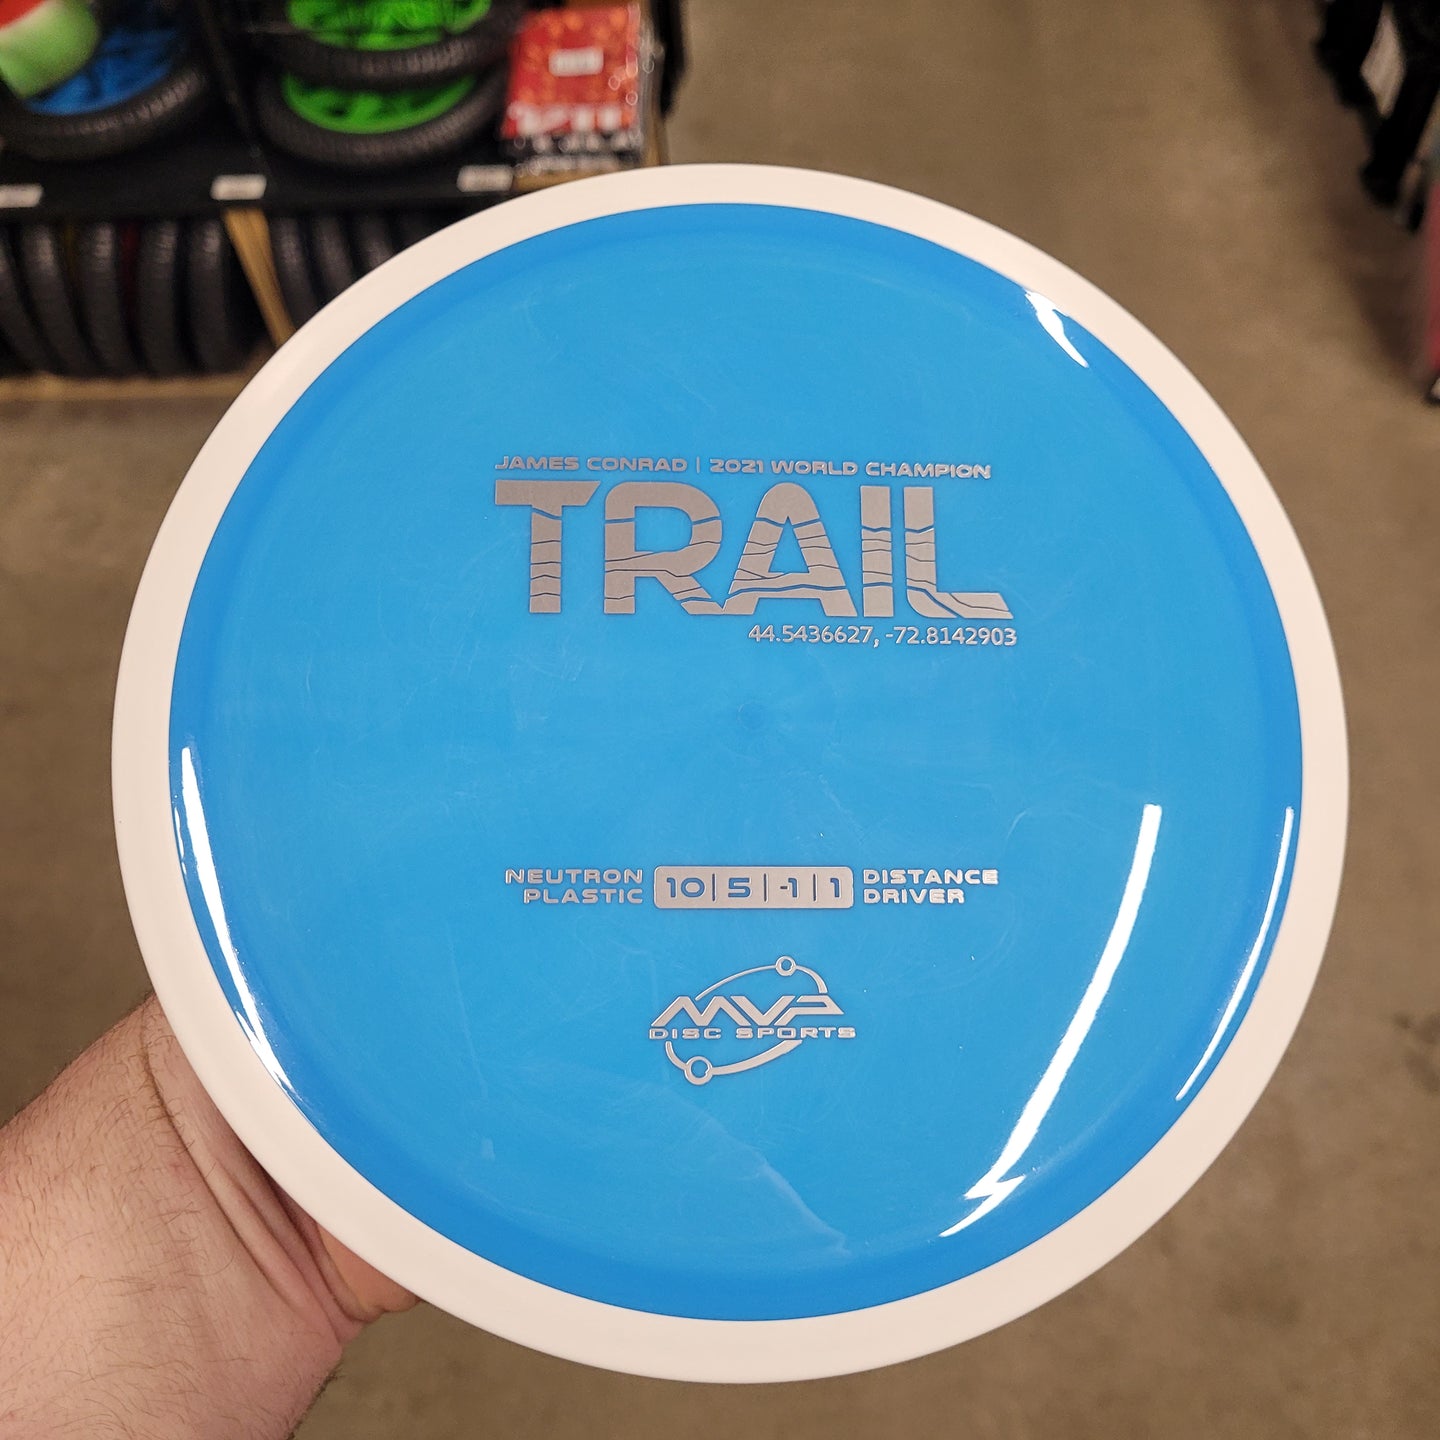 JAMES CONRAD | 2021 WORLD CHAMPION
TRAIL
44.5436627, -72.8142903
NEUTRON PLASTIC
10 | 5 | -1 | 1
DISTANCE DRIVER
MVP
DISC SPORTS